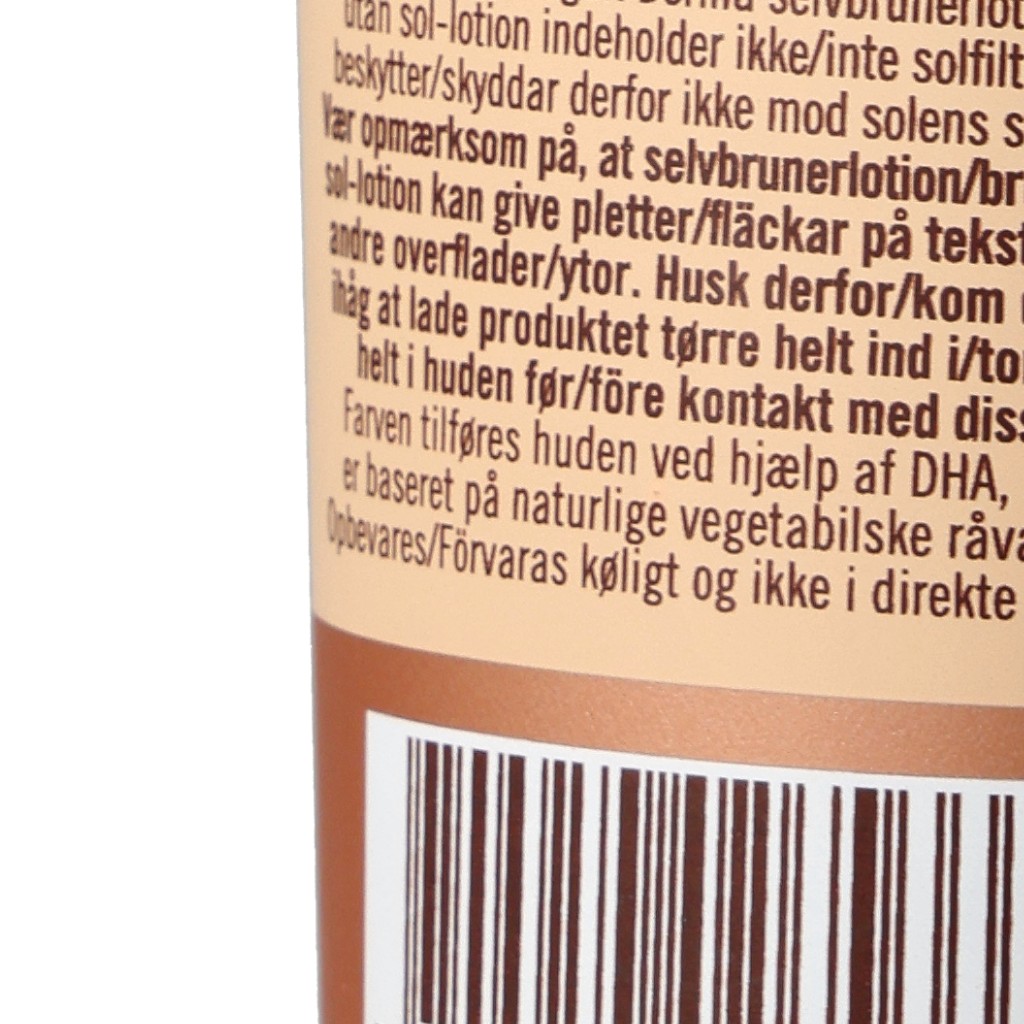 selvbrunerlot
utan sol-lotion indeholder ikke/inte solfilt
beskytter/skyddar derfor ikke mod solens s
Vær opmærksom på, at selvbrunerlotion/br
sol-lotion kan give pletter/fläckar på tekst
andre overflader/ytor. Husk derfor/kom
ihåg at lade produktet tørre helt ind i/to
helt i huden før/före kontakt med diss
Farven tilføres huden ved hjælp af DHA,
er baseret på naturlige vegetabilske råva
Opbevares/Förvaras køligt og ikke i direkte